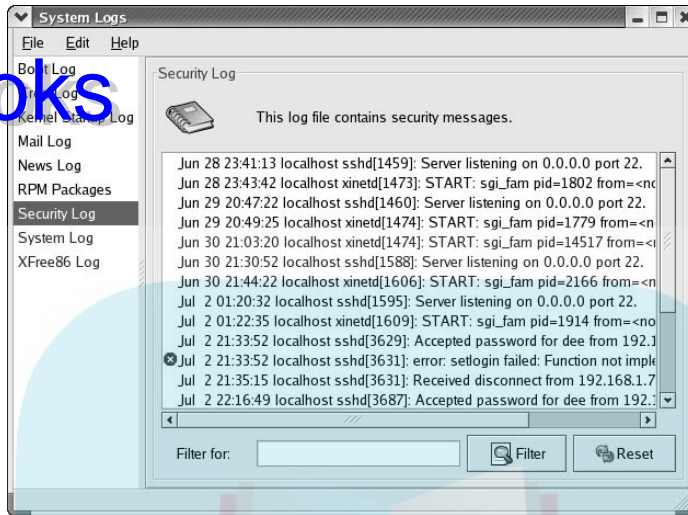 System Logs
File Edit Help
oks
Boot Log
Log
Kernel Startup Log
Mail Log
News Log
RPM Packages
Security Log
System Log
XFree86 Log
Security Log
This log file contains security messages.
Jun 28 23:41:13 localhost sshd[1459]: Server listening on 0.0.0.0 port 22.
Jun 28 23:43:42 localhost xinetd[1473]: START: sgi_fam pid=1802 from=<no
Jun 29 20:47:22 localhost sshd[1460]: Server listening on 0.0.0.0 port 22.
Jun 29 20:49:25 localhost xinetd[1474]: START: sgi_fam pid=1779 from=<n
Jun 30 21:03:20 localhost xinetd[1474]: START: sgi_fam pid=14517 from=<
Jun 30 21:30:52 localhost sshd[1588]: Server listening on 0.0.0.0 port 22.
Jun 30 21:44:22 localhost xinetd[1606]: START: sgi_fam pid=2166 from=<n
Jul 2 01:20:32 localhost sshd[1595]: Server listening on 0.0.0.0 port 22.
Jul 2 01:22:35 localhost xinetd[1609]: START: sgi_fam pid=1914 from=<no
Jul 2 21:33:52 localhost sshd[3629]: Accepted password for dee from 192.1
Jul 2 21:33:52 localhost sshd[3631]: error: setlogin failed: Function not imple
Jul 2 21:35:15 localhost sshd[3631]: Received disconnect from 192.168.1.7
Jul 2 22:16:49 localhost sshd[3687]: Accepted password for dee from 192.1
Filter for:
Filter
Reset